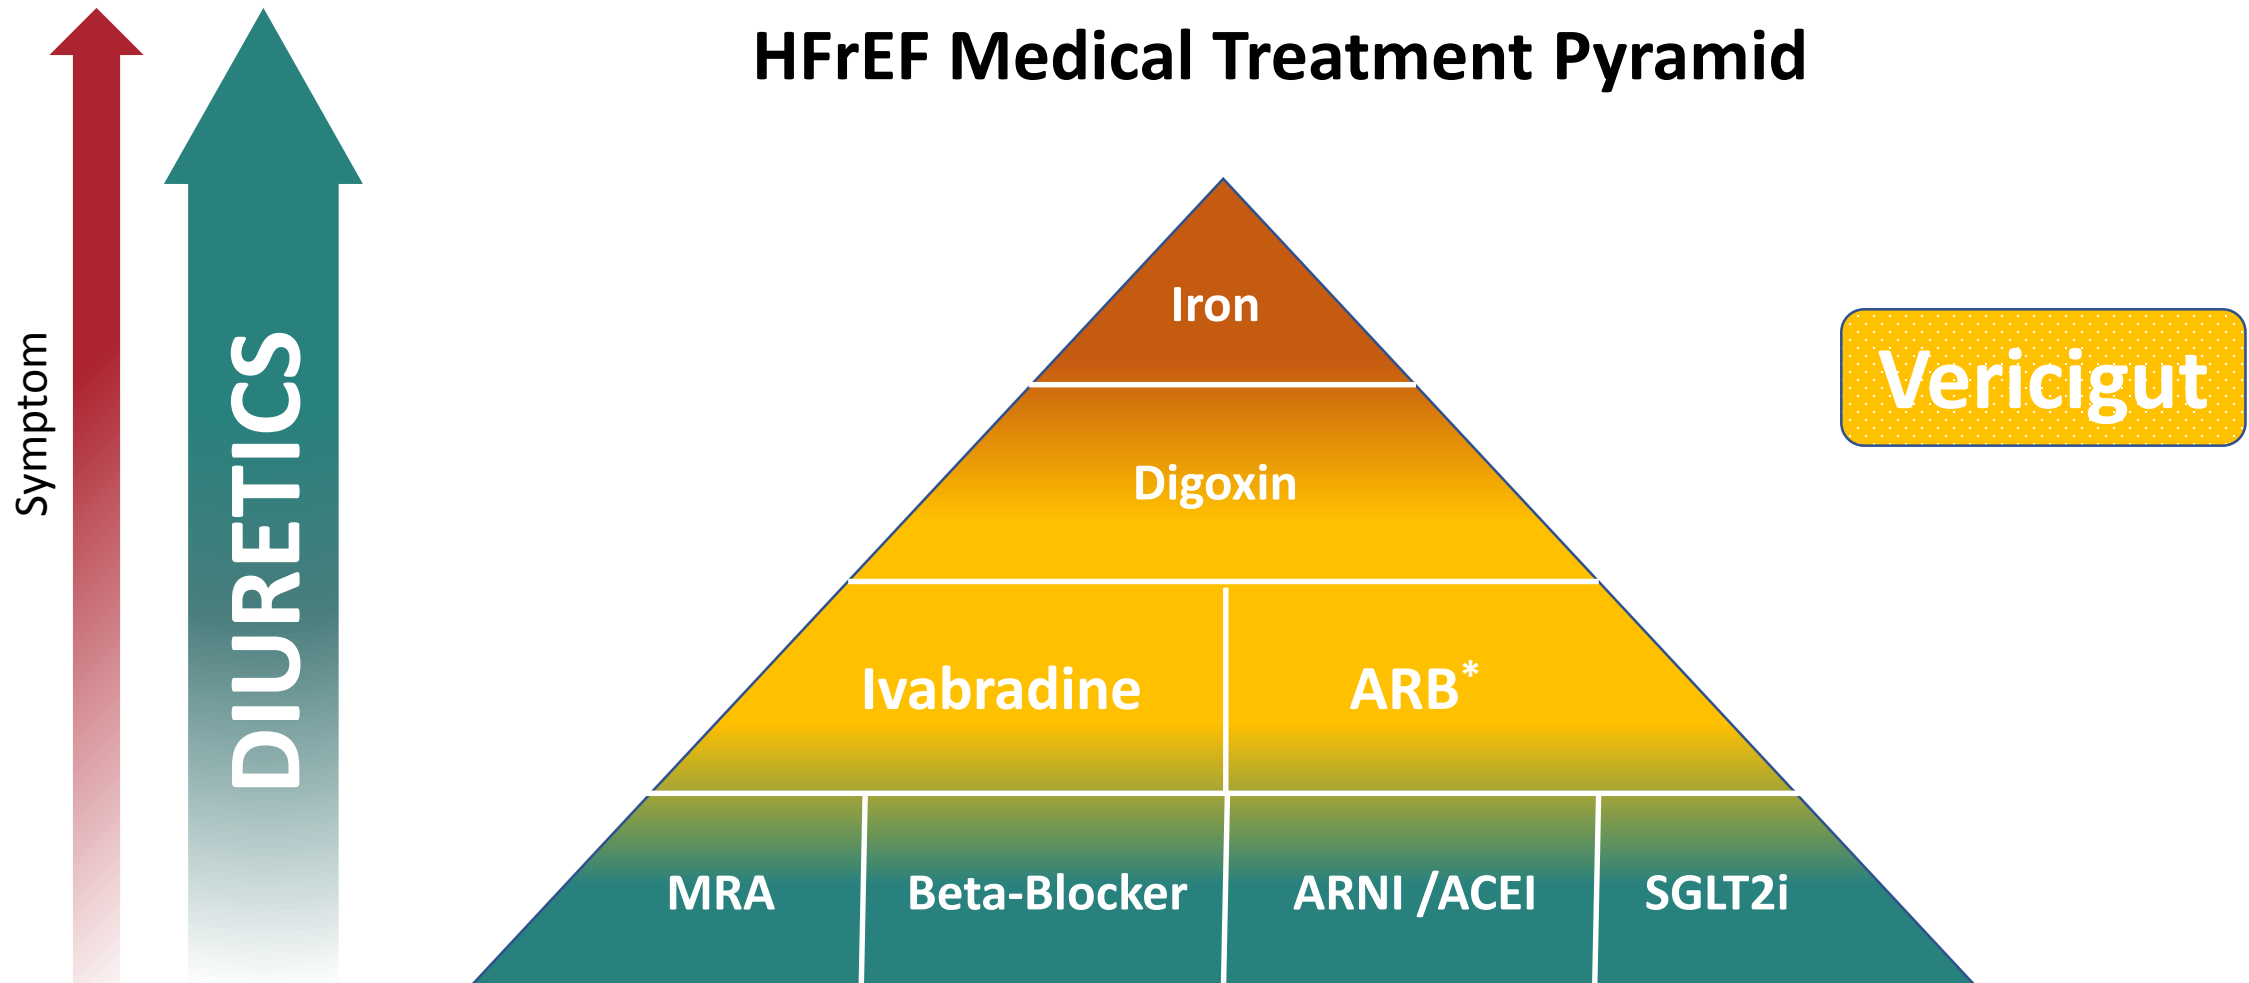 HFrEF Medical Treatment Pyramid
Symptom
DIURETICS
Iron
Vericigut
Digoxin
Ivabradine
ARB*
MRA
Beta-Blocker
ARNI /ACEI
SGLT2i